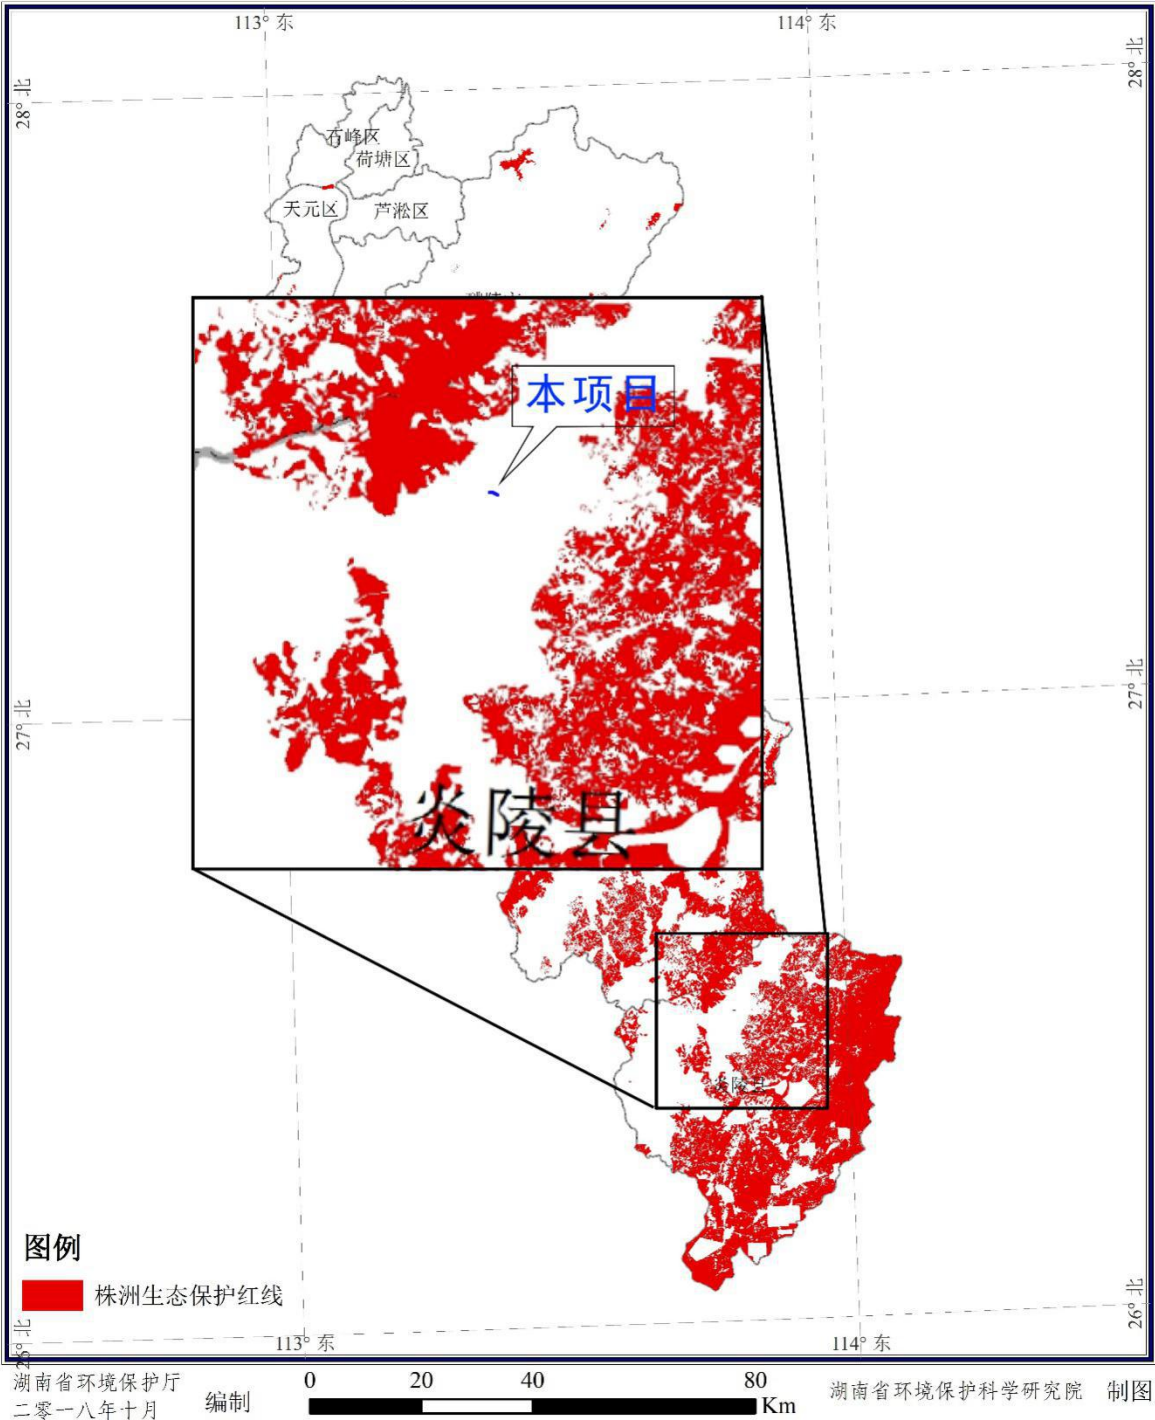 113° 东
114° 东
28° 北
28° 北
石峰区
荷塘区
天元区
芦淞区
本项目
27° 北
27° 北
炎陵县
炎陵县
图例
株洲生态保护红线
26° 北
26° 北
113° 东
114° 东
湖南省环境保护厅
二零一八年十月
编制
0 20 40 80
Km
湖南省环境保护科学研究院 制图